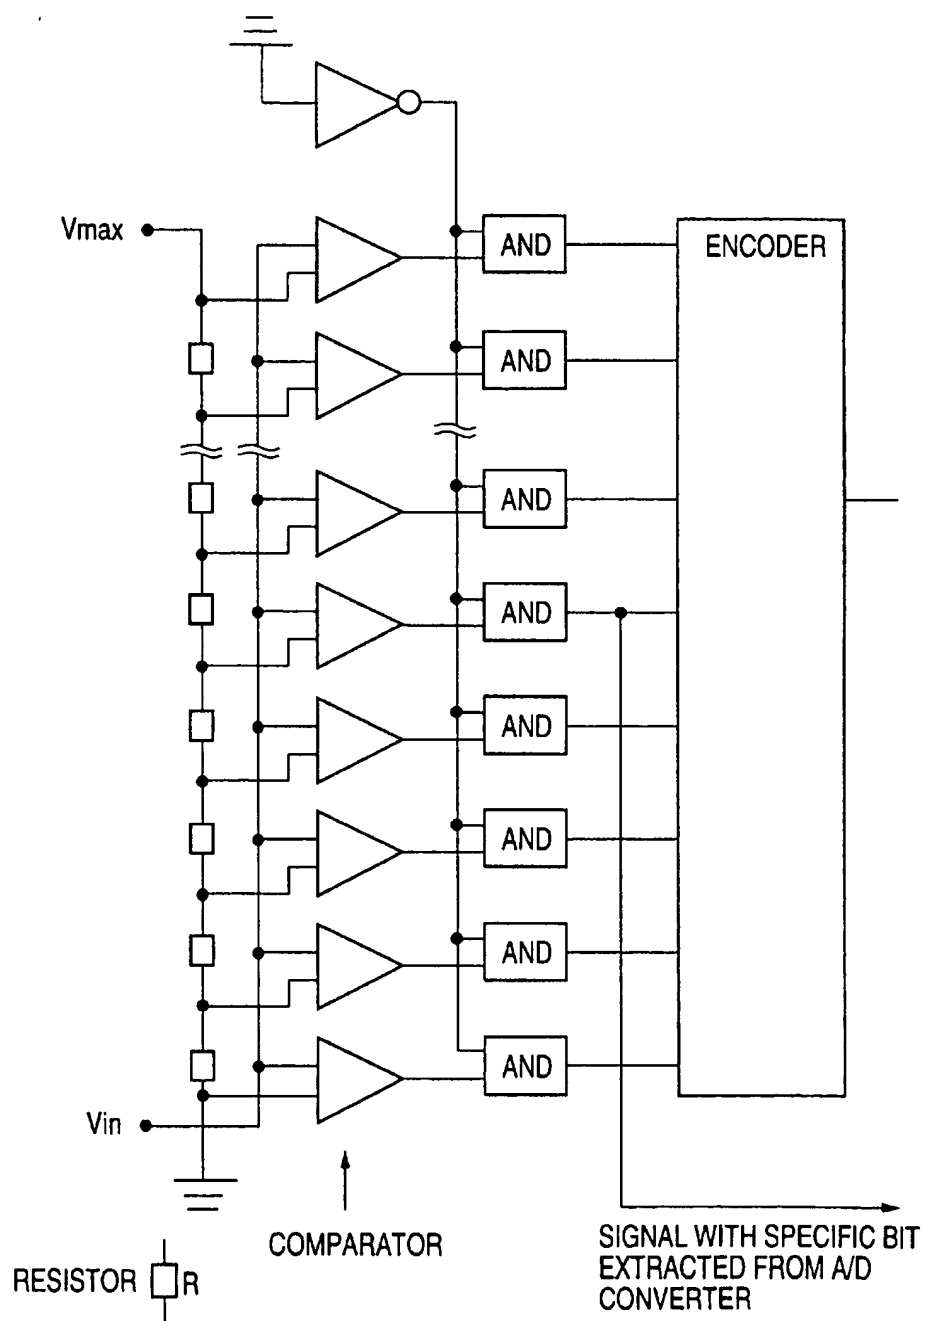 Vmax
AND
ENCODER
AND
AND
AND
AND
AND
AND
AND
Vin
COMPARATOR
SIGNAL WITH SPECIFIC BIT
EXTRACTED FROM A/D
CONVERTER
RESISTOR R